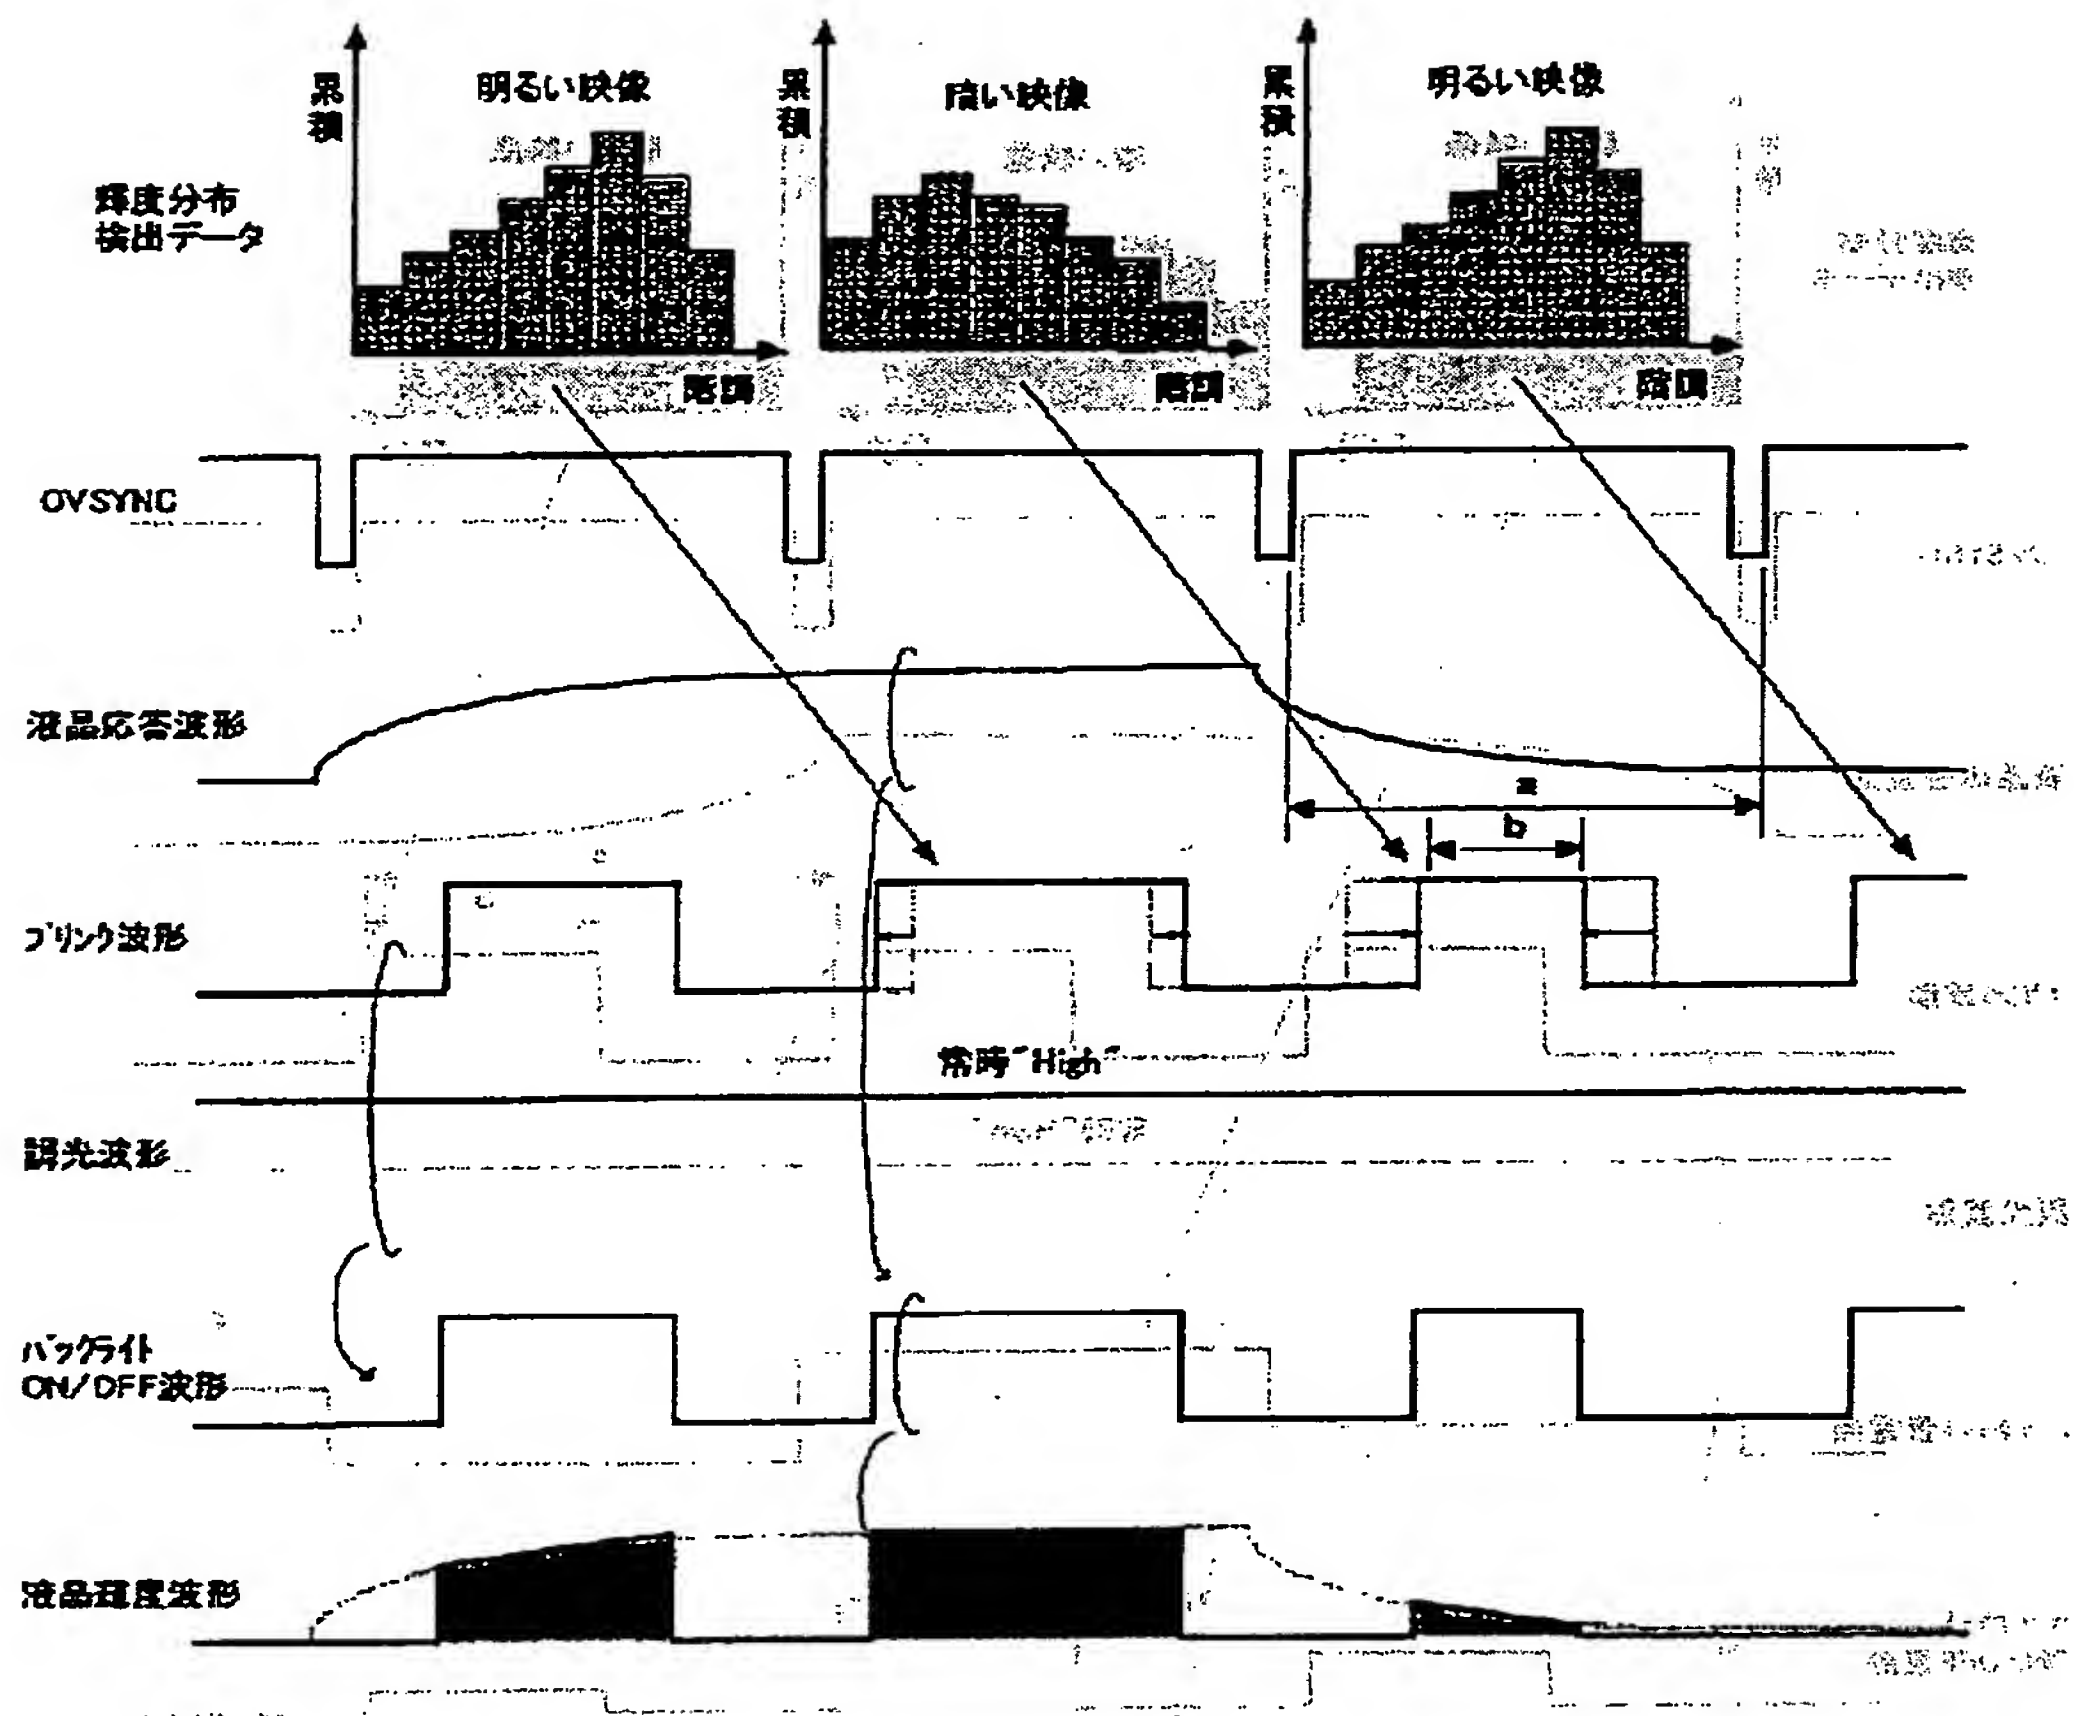 累積
明るい映像
累積
暗い映像
累積
明るい映像
輝度分布
検出データ
階調
階調
階調
OVSYNC
液晶応答波形
a
b
ブリンク波形
常時"High"
調光波形
バックライト
ON/OFF波形
液晶輝度波形